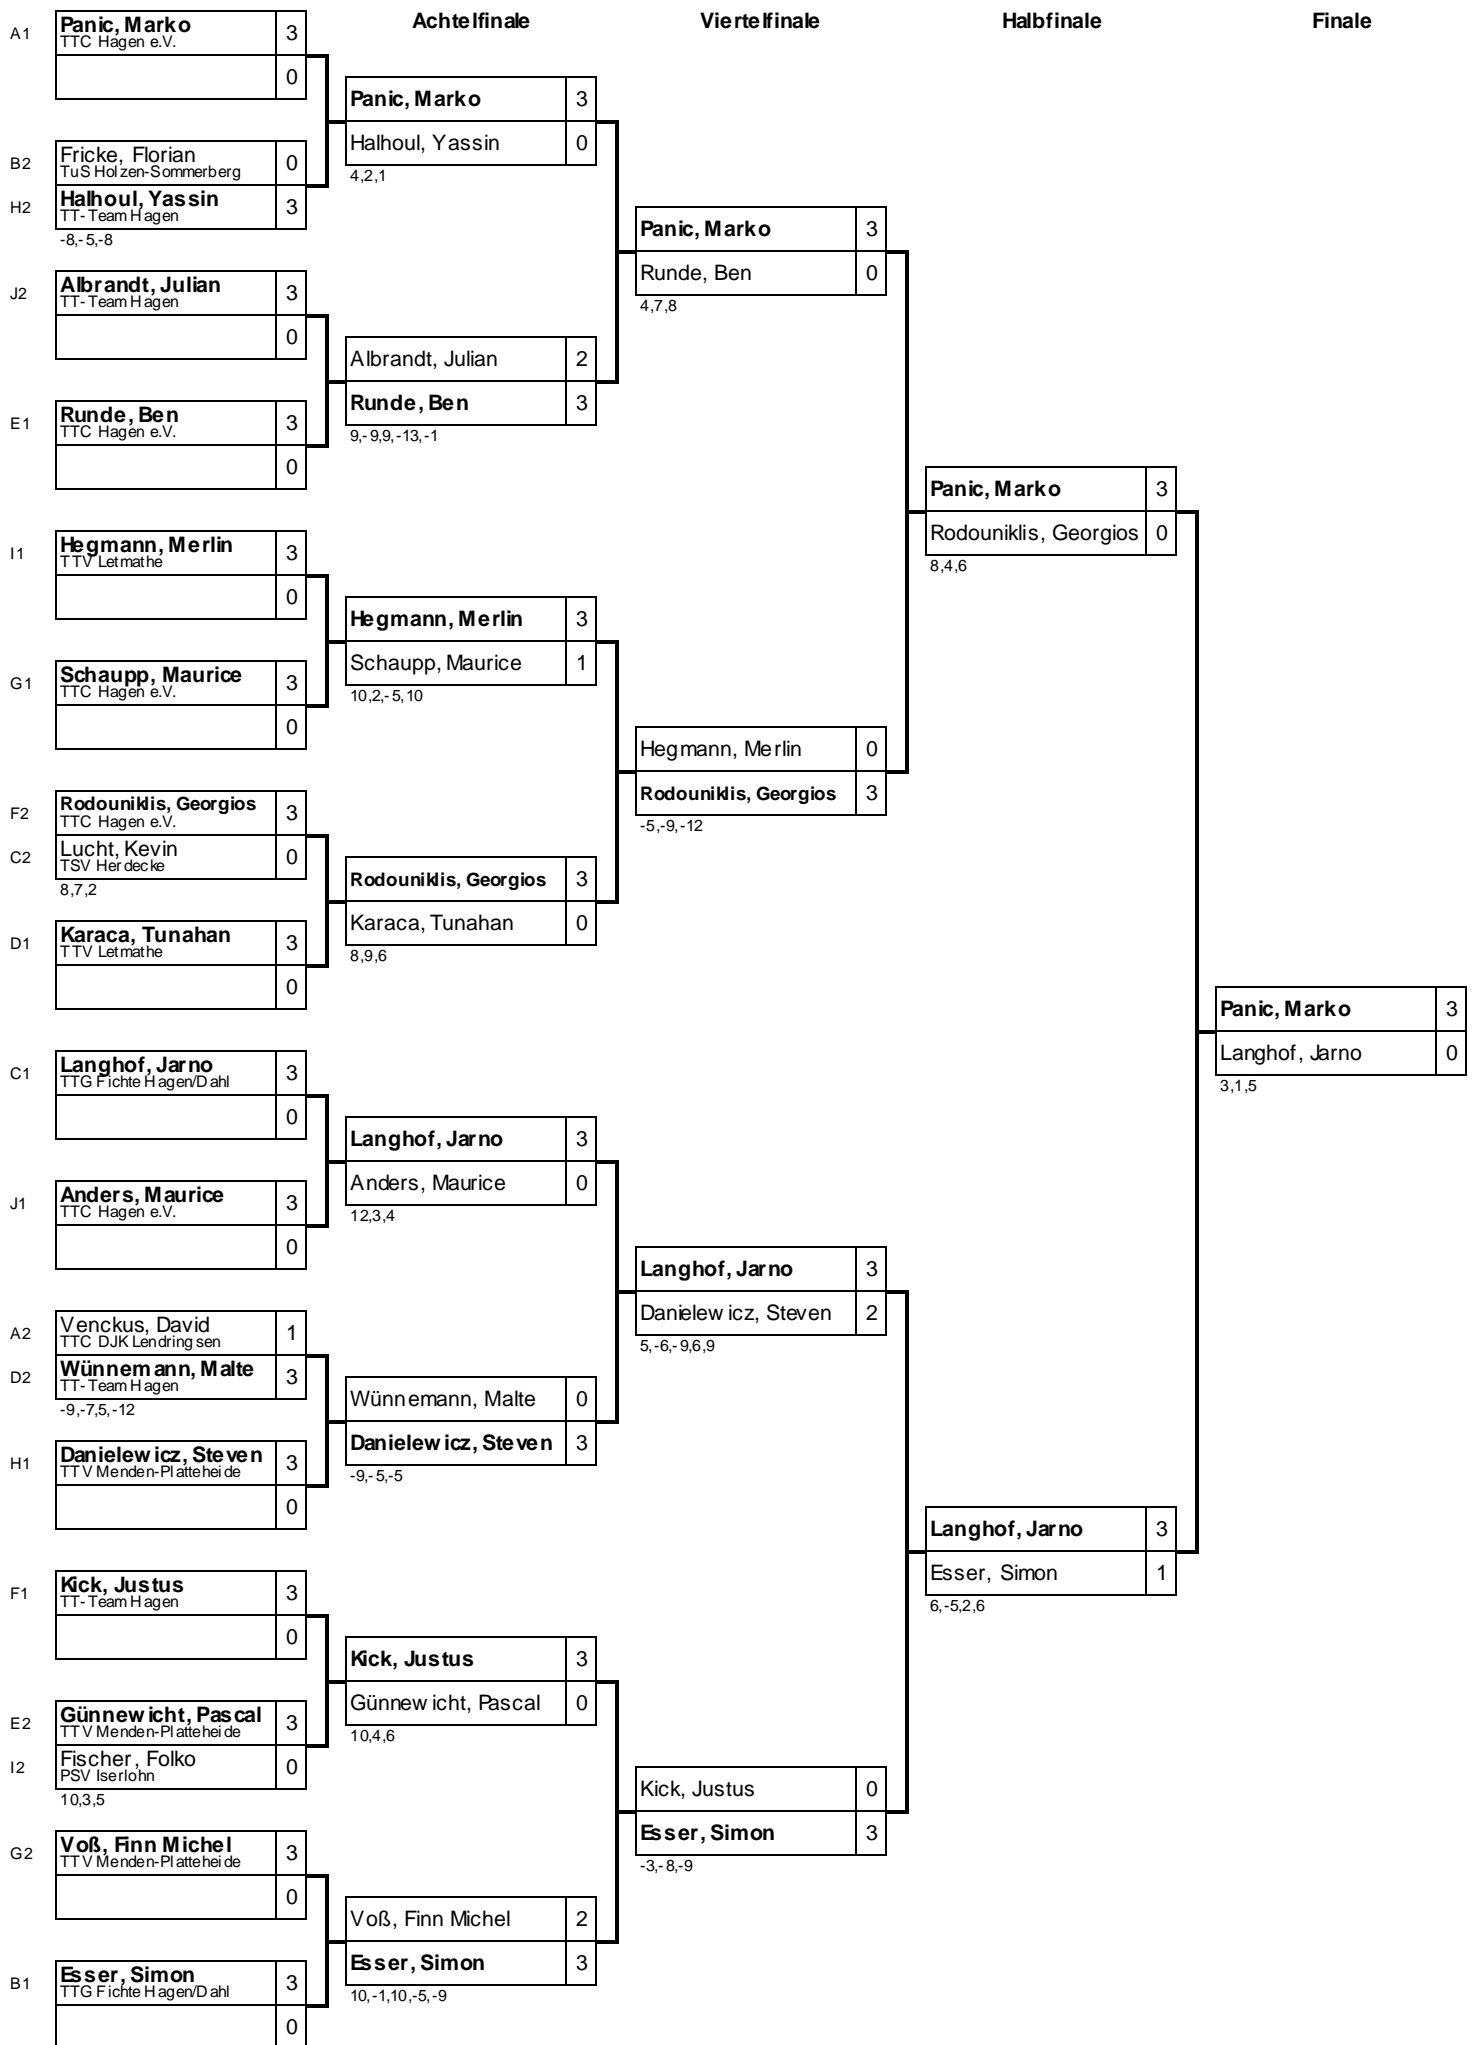 Achtelfinale Viertelfinale Halbfinale Finale
A1 Panic, Marko 3
TTC Hagen e.V.
0
B2 Fricke, Florian 0
TuS Holzen-Sommerberg
H2 Halhoul, Yassin 3
TT-Team Hagen
-8,-5,-8
J2 Albrandt, Julian 3
TT-Team Hagen
0
E1 Runde, Ben 3
TTC Hagen e.V.
0
I1 Hegmann, Merlin 3
TTV Letmathe
0
G1 Schaupp, Maurice 3
TTC Hagen e.V.
0
F2 Rodouniklis, Georgios 3
TTC Hagen e.V.
C2 Lucht, Kevin 0
TSV Herdecke
8,7,2
D1 Karaca, Tunahan 3
TTV Letmathe
0
C1 Langhof, Jarno 3
TTG Fichte Hagen/Dahl
0
J1 Anders, Maurice 3
TTC Hagen e.V.
0
A2 Venckus, David 1
TTC DJK Lendringsen
D2 Wünnemann, Malte 3
TT-Team Hagen
-9,-7,5,-12
H1 Danielewicz, Steven 3
TTV Menden-Platteheide
0
F1 Kick, Justus 3
TT-Team Hagen
0
E2 Günnewicht, Pascal 3
TTV Menden-Platteheide
I2 Fischer, Folko 0
PSV Iserlohn
10,3,5
G2 Voß, Finn Michel 3
TTV Menden-Platteheide
0
B1 Esser, Simon 3
TTG Fichte Hagen/Dahl
0
Panic, Marko 3
Halhoul, Yassin 0
4,2,1
Albrandt, Julian 2
Runde, Ben 3
9,-9,9,-13,-1
Hegmann, Merlin 3
Schaupp, Maurice 1
10,2,-5,10
Rodouniklis, Georgios 3
Karaca, Tunahan 0
8,9,6
Langhof, Jarno 3
Anders, Maurice 0
12,3,4
Wünnemann, Malte 0
Danielewicz, Steven 3
-9,-5,-5
Kick, Justus 3
Günnewicht, Pascal 0
10,4,6
Voß, Finn Michel 2
Esser, Simon 3
10,-1,10,-5,-9
Panic, Marko 3
Runde, Ben 0
4,7,8
Hegmann, Merlin 0
Rodouniklis, Georgios 3
-5,-9,-12
Langhof, Jarno 3
Danielewicz, Steven 2
5,-6,-9,6,9
Kick, Justus 0
Esser, Simon 3
-3,-8,-9
Panic, Marko 3
Rodouniklis, Georgios 0
8,4,6
Langhof, Jarno 3
Esser, Simon 1
6,-5,2,6
Panic, Marko 3
Langhof, Jarno 0
3,1,5